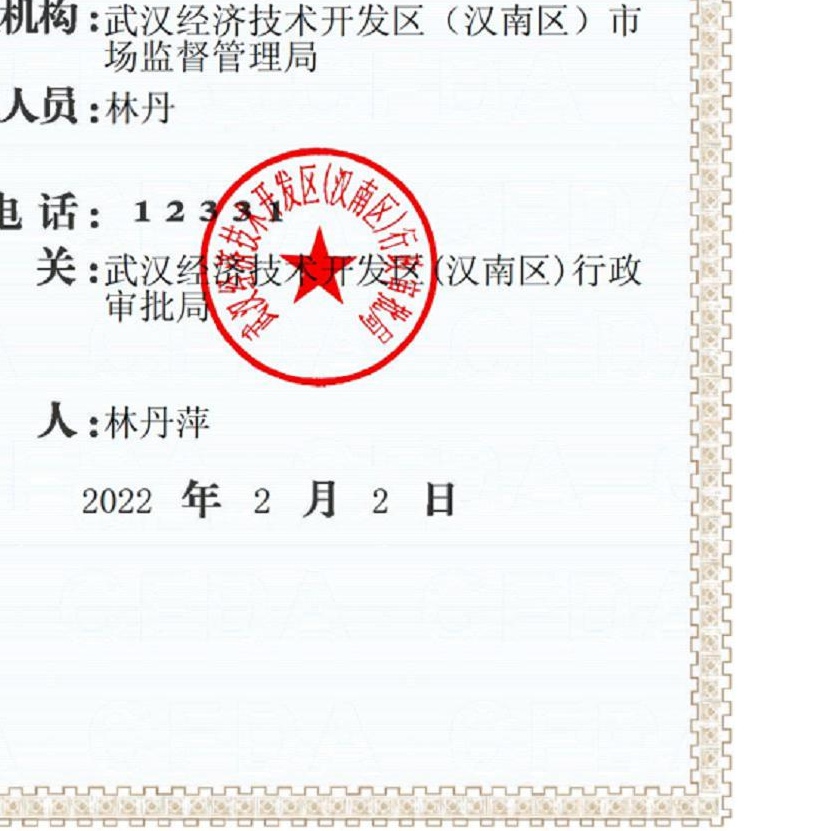 机构:武汉经济技术开发区（汉南区）市
场监督管理局
人员:林丹
电 话: 12331
关:武汉经济技术开发区(汉南区)行政
审批局
武汉经济技术开发区(汉南区)行政审批局
人:林丹萍
2022 年 2 月 2 日
CFDA
CFDA
CFDA
CFDA